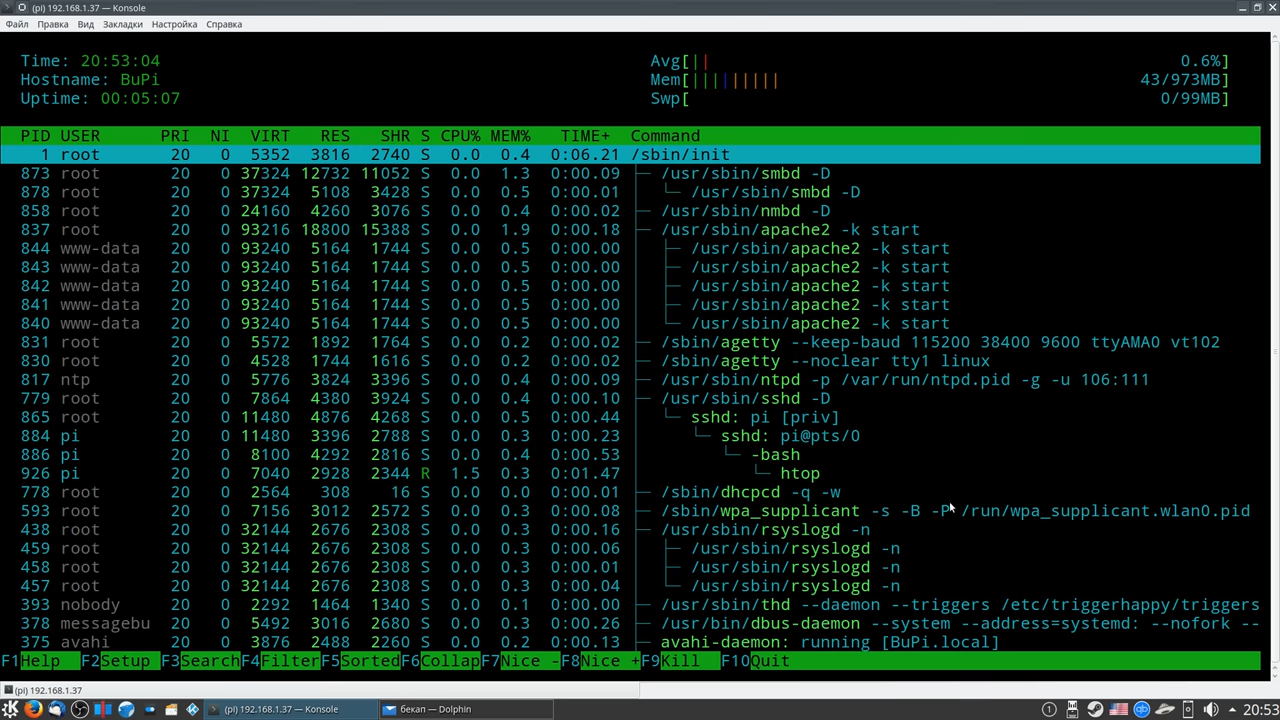 (pi) 192.168.1.37 — Konsole
Файл Правка Вид Закладки Настройка Справка
Time: 20:53:04 Avg[|| 0.6%]
Hostname: BuPi Mem[||||||||| 43/973MB]
Uptime: 00:05:07 Swp[ 0/99MB]
PID USER PRI NI VIRT RES SHR S CPU% MEM% TIME+ Command
1 root 20 0 5352 3816 2740 S 0.0 0.4 0:06.21 /sbin/init
873 root 20 0 37324 12732 11052 S 0.0 1.3 0:00.09 ├─ /usr/sbin/smbd -D
878 root 20 0 37324 5108 3428 S 0.0 0.5 0:00.01 │ └─ /usr/sbin/smbd -D
858 root 20 0 24160 4260 3076 S 0.0 0.4 0:00.02 ├─ /usr/sbin/nmbd -D
837 root 20 0 93216 18800 15388 S 0.0 1.9 0:00.18 ├─ /usr/sbin/apache2 -k start
844 www-data 20 0 93240 5164 1744 S 0.0 0.5 0:00.00 │ ├─ /usr/sbin/apache2 -k start
843 www-data 20 0 93240 5164 1744 S 0.0 0.5 0:00.00 │ ├─ /usr/sbin/apache2 -k start
842 www-data 20 0 93240 5164 1744 S 0.0 0.5 0:00.00 │ ├─ /usr/sbin/apache2 -k start
841 www-data 20 0 93240 5164 1744 S 0.0 0.5 0:00.00 │ ├─ /usr/sbin/apache2 -k start
840 www-data 20 0 93240 5164 1744 S 0.0 0.5 0:00.00 │ └─ /usr/sbin/apache2 -k start
831 root 20 0 5572 1892 1764 S 0.0 0.2 0:00.02 ├─ /sbin/agetty --keep-baud 115200 38400 9600 ttyAMA0 vt102
830 root 20 0 4528 1744 1616 S 0.0 0.2 0:00.02 ├─ /sbin/agetty --noclear tty1 linux
817 ntp 20 0 5776 3824 3396 S 0.0 0.4 0:00.09 ├─ /usr/sbin/ntpd -p /var/run/ntpd.pid -g -u 106:111
779 root 20 0 7864 4380 3924 S 0.0 0.4 0:00.10 ├─ /usr/sbin/sshd -D
865 root 20 0 11480 4876 4268 S 0.0 0.5 0:00.44 │ └─ sshd: pi [priv]
884 pi 20 0 11480 3396 2788 S 0.0 0.3 0:00.23 │ └─ sshd: pi@pts/0
886 pi 20 0 8100 4292 2816 S 0.0 0.4 0:00.53 │ └─ -bash
926 pi 20 0 7040 2928 2344 R 1.5 0.3 0:01.47 │ └─ htop
778 root 20 0 2564 308 16 S 0.0 0.0 0:00.01 ├─ /sbin/dhcpcd -q -w
593 root 20 0 7156 3012 2572 S 0.0 0.3 0:00.08 ├─ /sbin/wpa_supplicant -s -B -P /run/wpa_supplicant.wlan0.pid
438 root 20 0 32144 2676 2308 S 0.0 0.3 0:00.16 ├─ /usr/sbin/rsyslogd -n
459 root 20 0 32144 2676 2308 S 0.0 0.3 0:00.06 │ ├─ /usr/sbin/rsyslogd -n
458 root 20 0 32144 2676 2308 S 0.0 0.3 0:00.01 │ ├─ /usr/sbin/rsyslogd -n
457 root 20 0 32144 2676 2308 S 0.0 0.3 0:00.04 │ └─ /usr/sbin/rsyslogd -n
393 nobody 20 0 2292 1464 1340 S 0.0 0.1 0:00.00 ├─ /usr/sbin/thd --daemon --triggers /etc/triggerhappy/triggers
378 messagebu 20 0 5492 3016 2680 S 0.0 0.3 0:00.26 ├─ /usr/bin/dbus-daemon --system --address=systemd: --nofork --
375 avahi 20 0 3876 2488 2260 S 0.0 0.2 0:00.13 ├─ avahi-daemon: running [BuPi.local]
F1Help F2Setup F3Search F4Filter F5Sorted F6Collap F7Nice - F8Nice + F9Kill F10Quit
(pi) 192.168.1.37
(pi) 192.168.1.37 — Konsole бекап — Dolphin 20:53